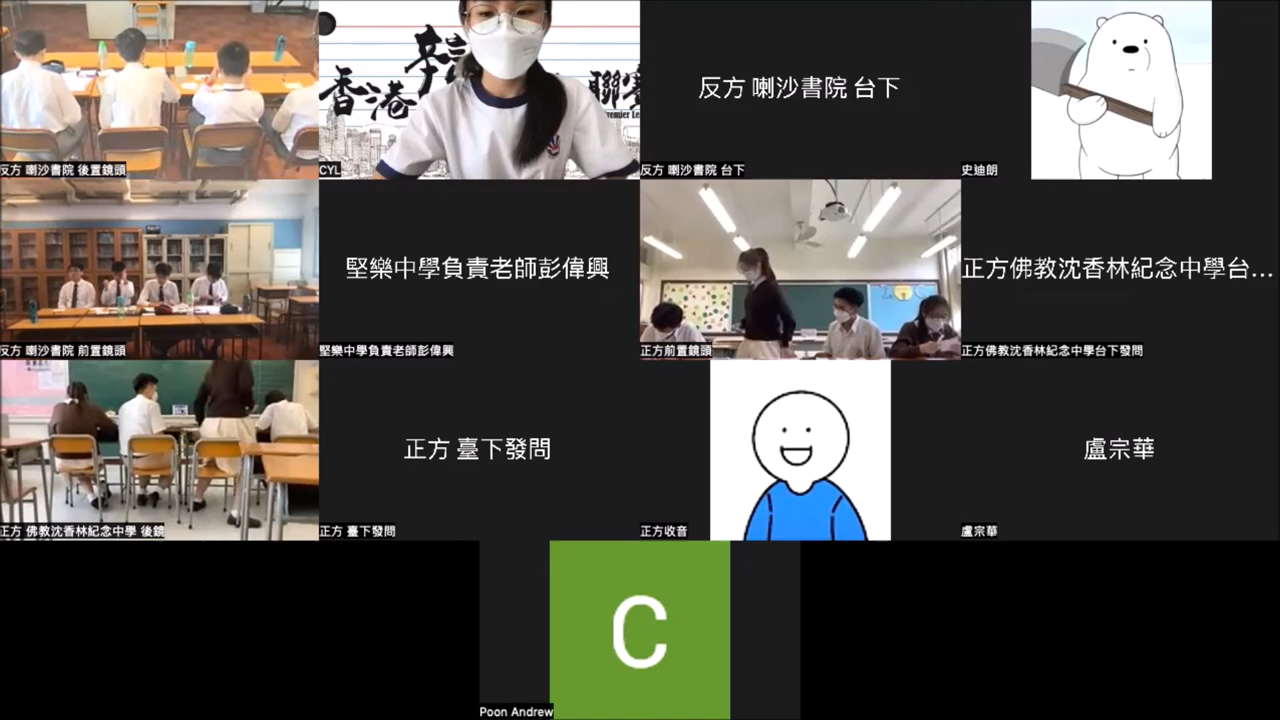 香港辯
聯賽
Premier Le
反方 喇沙書院 台下
反方 喇沙書院 後置鏡頭
CYL
反方 喇沙書院 台下
史迪朗
堅樂中學負責老師彭偉興
正方佛教沈香林紀念中學台...
反方 喇沙書院 前置鏡頭
堅樂中學負責老師彭偉興
正方前置鏡頭
正方佛教沈香林紀念中學台下發問
正方 臺下發問
盧宗華
正方 佛教沈香林紀念中學 後鏡
正方 臺下發問
正方收音
盧宗華
C
Poon Andrew